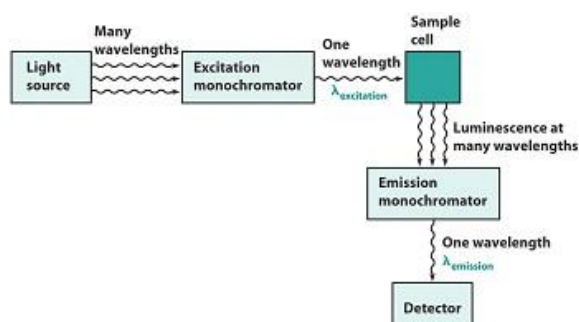 Many
wavelengths
Light
source
Excitation
monochromator
One
wavelength
λexcitation
Sample
cell
Luminescence at
many wavelengths
Emission
monochromator
One wavelength
λemission
Detector